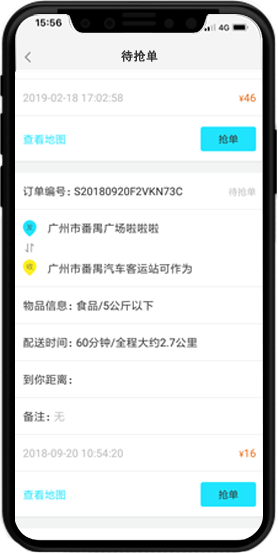 15:56
4G
待抢单
2019-02-18 17:02:58
¥46
查看地图
抢单
订单编号: S20180920F2VKN73C
待抢单
发
广州市番禺广场啦啦啦
收
广州市番禺汽车客运站可作为
物品信息: 食品/5公斤以下
配送时间: 60分钟/全程大约2.7公里
到你距离:
备注: 无
2018-09-20 10:54:20
¥16
查看地图
抢单